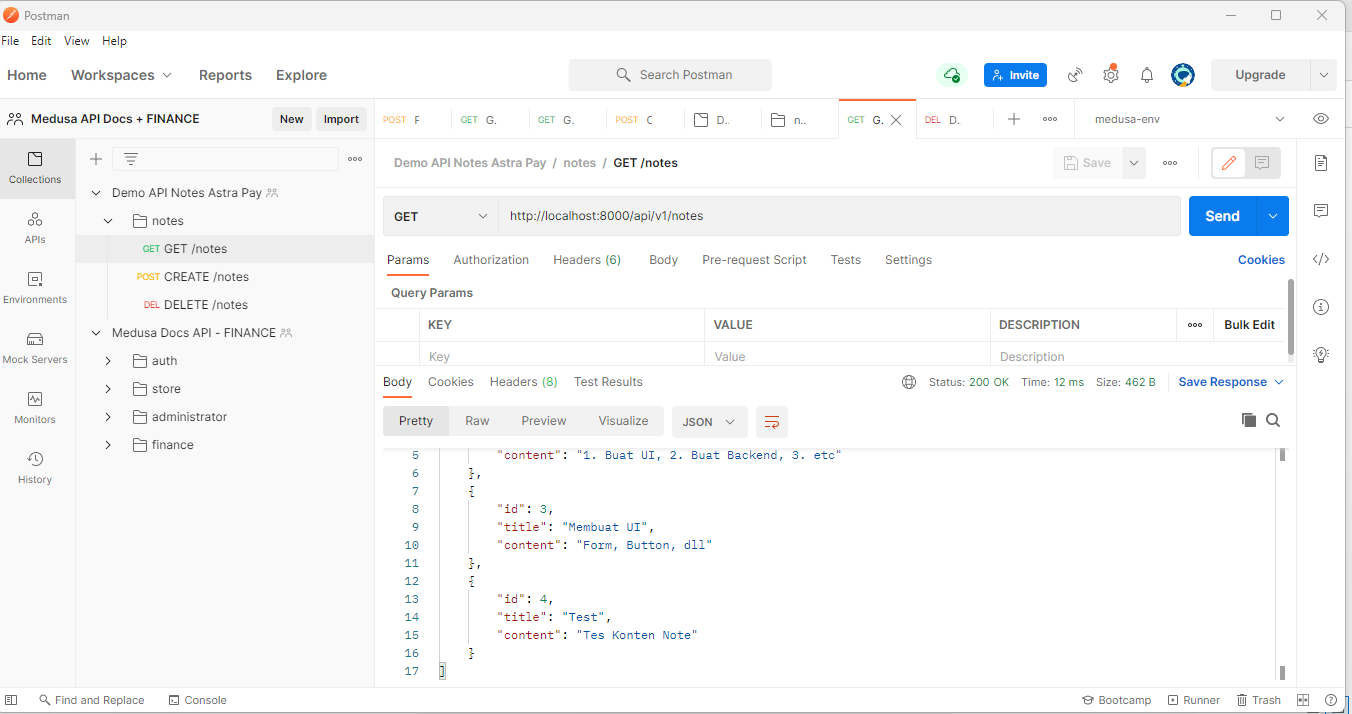 Postman
File Edit View Help
Home Workspaces Reports Explore Search Postman Invite Upgrade
Medusa API Docs + FINANCE New Import
POST F GET G. GET G. POST C D.. n.. GET G. DEL D. medusa-env
Collections
APIs
Environments
Mock Servers
Monitors
History
Demo API Notes Astra Pay
notes
GET GET /notes
POST CREATE /notes
DEL DELETE /notes
Medusa Docs API - FINANCE
auth
store
administrator
finance
Demo API Notes Astra Pay / notes / GET /notes Save
GET http://localhost:8000/api/v1/notes Send
Params Authorization Headers (6) Body Pre-request Script Tests Settings Cookies
Query Params
KEY VALUE DESCRIPTION Bulk Edit
Key Value Description
Body Cookies Headers (8) Test Results Status: 200 OK Time: 12 ms Size: 462 B Save Response
Pretty Raw Preview Visualize JSON
5 "content": "1. Buat UI, 2. Buat Backend, 3. etc"
6 },
7 {
8 "id": 3,
9 "title": "Membuat UI",
10 "content": "Form, Button, dll"
11 },
12 {
13 "id": 4,
14 "title": "Test",
15 "content": "Tes Konten Note"
16 }
17 ]
Find and Replace Console Bootcamp Runner Trash